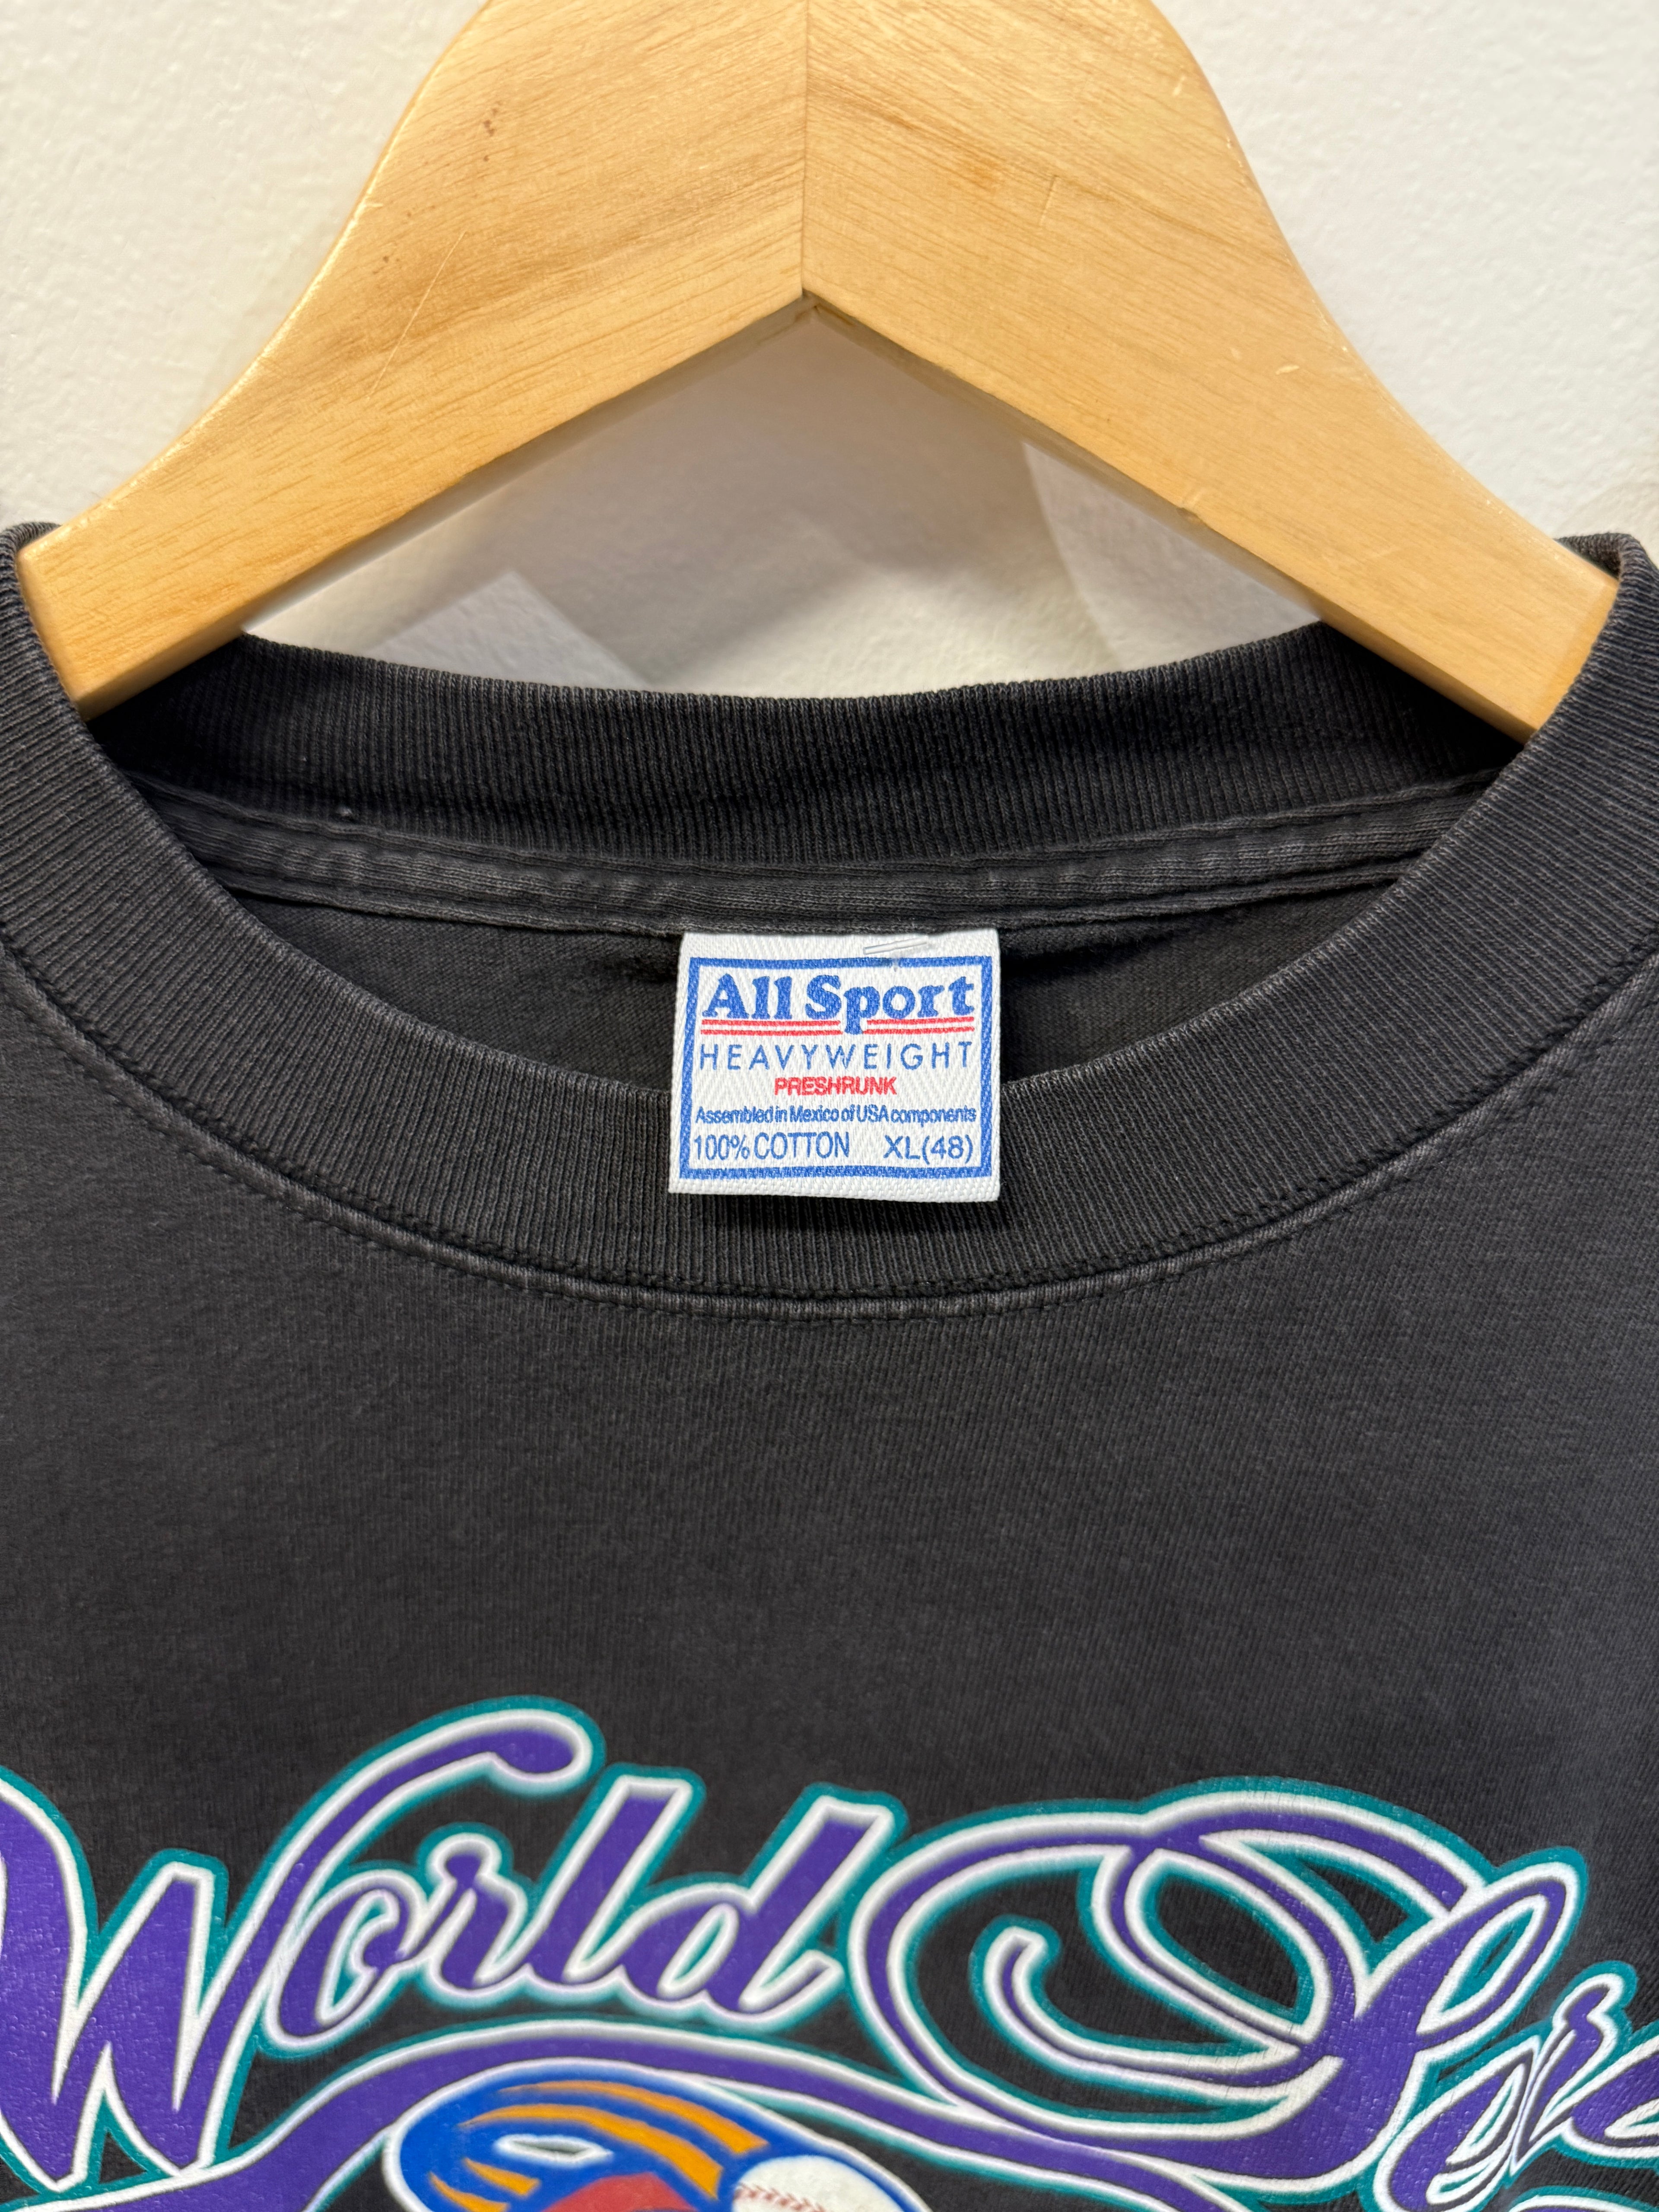 All Sport
HEAVYWEIGHT
PRESHRUNK
Assembled in Mexico of USA components
100% COTTON XL(48)
World